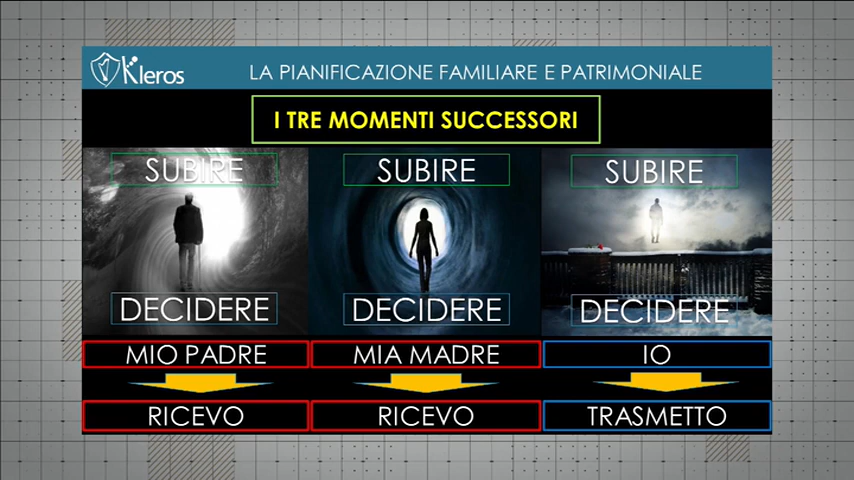 Kleros
LA PIANIFICAZIONE FAMILIARE E PATRIMONIALE
I TRE MOMENTI SUCCESSORI
SUBIRE SUBIRE SUBIRE
DECIDERE DECIDERE DECIDERE
MIO PADRE MIA MADRE IO
RICEVO RICEVO TRASMETTO